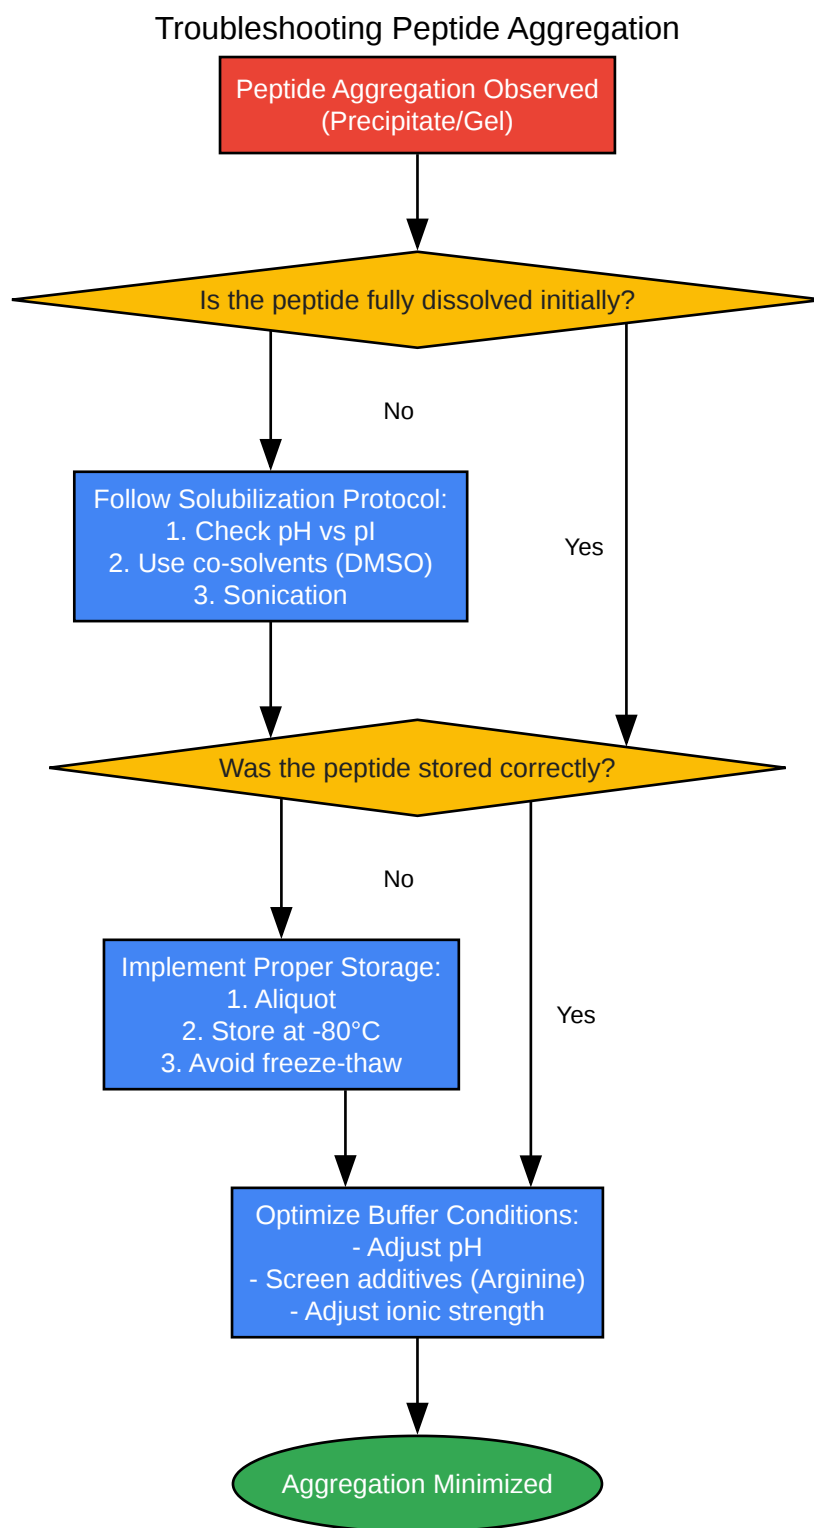 Troubleshooting Peptide Aggregation
Peptide Aggregation Observed
(Precipitate/Gel)
Is the peptide fully dissolved initially?
No
Follow Solubilization Protocol:
1. Check pH vs pI
2. Use co-solvents (DMSO)
3. Sonication
Yes
Was the peptide stored correctly?
No
Implement Proper Storage:
1. Aliquot
2. Store at -80°C
3. Avoid freeze-thaw
Yes
Optimize Buffer Conditions:
- Adjust pH
- Screen additives (Arginine)
- Adjust ionic strength
Aggregation Minimized